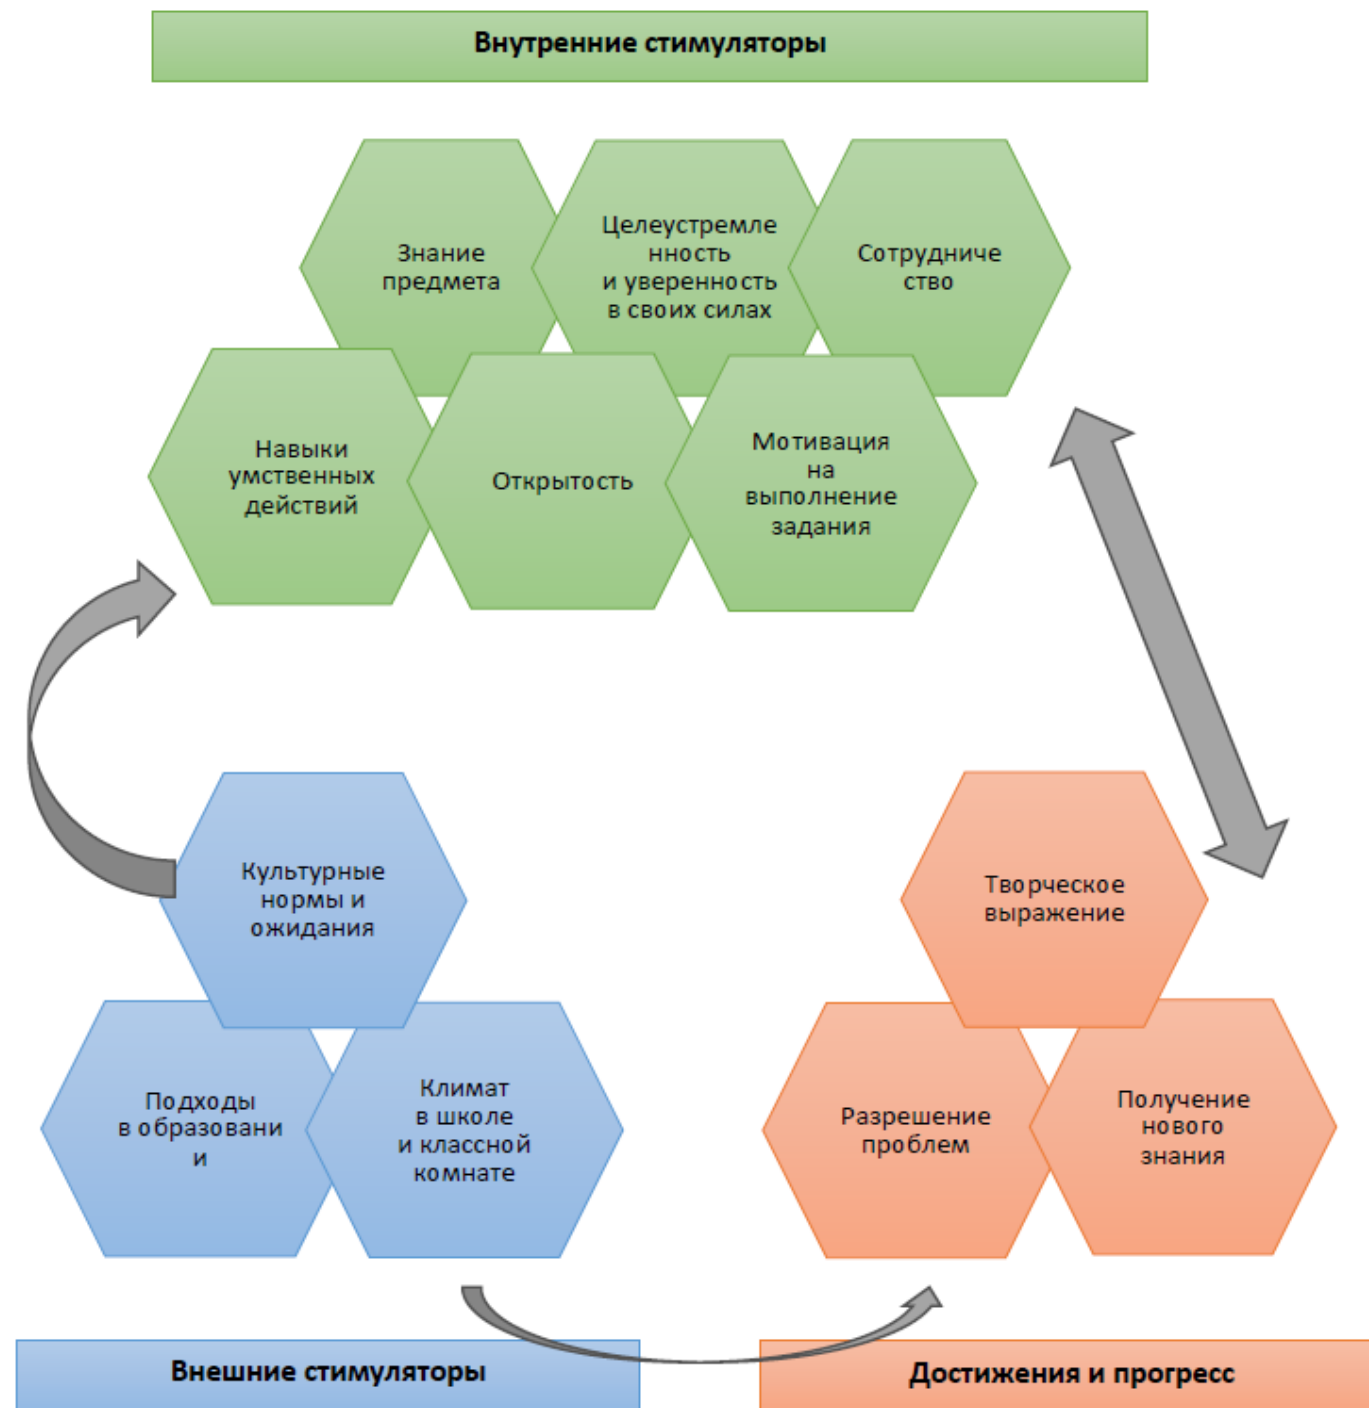 Внутренние стимуляторы
Знание
предмета
Целеустремле
нность
и уверенность
в своих силах
Сотрудниче
ство
Навыки
умственных
действий
Открытость
Мотивация
на
выполнение
задания
Культурные
нормы и
ожидания
Подходы
в образовани
и
Климат
в школе
и классной
комнате
Творческое
выражение
Разрешение
проблем
Получение
нового
знания
Внешние стимуляторы
Достижения и прогресс